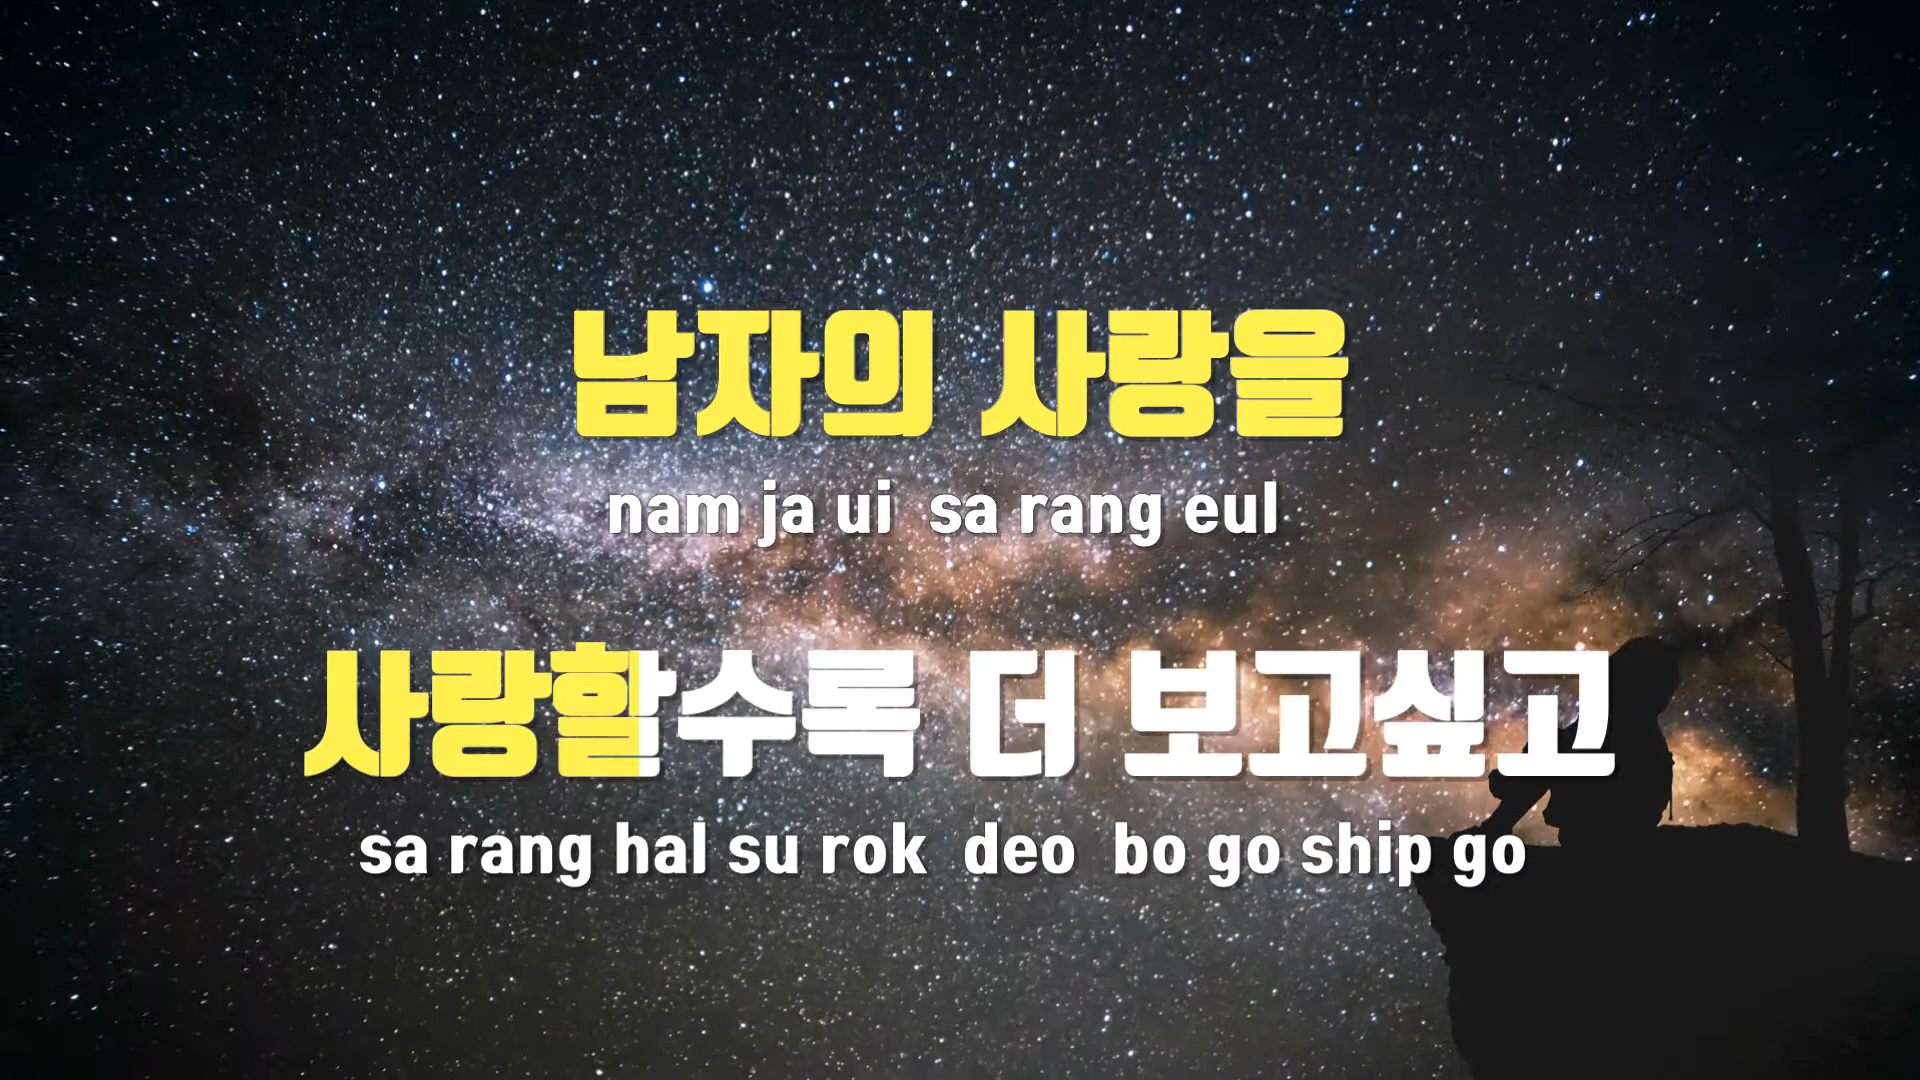 남자의 사랑을
nam ja ui sa rang eul
사랑할수록 더 보고싶고
sa rang hal su rok deo bo go ship go